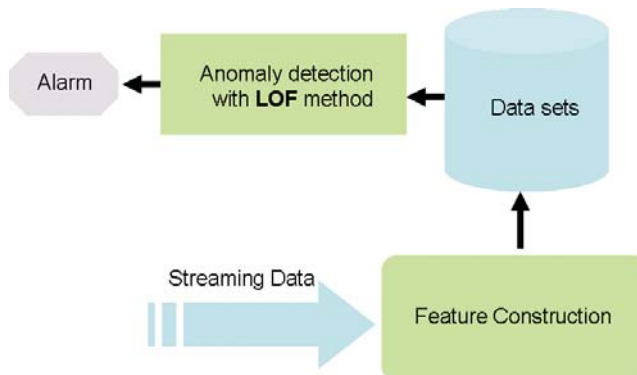 Alarm
Anomaly detection
with LOF method
Data sets
Streaming Data
Feature Construction